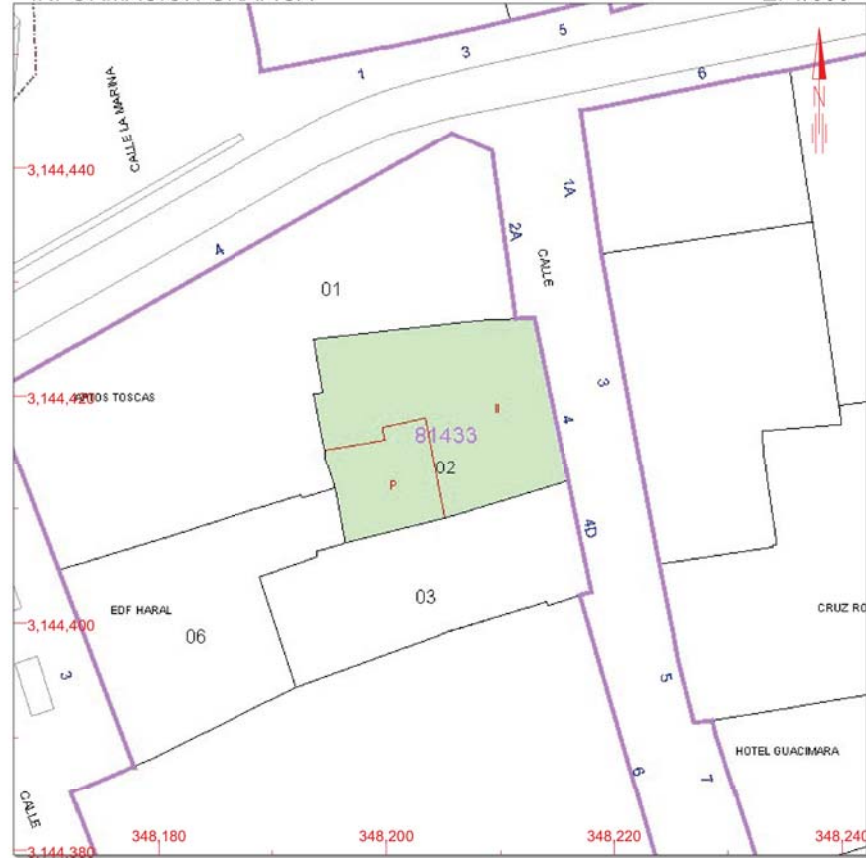 5
3
1
6
CALLE LA MARINA
N
3,144,440
1A
4
2A
CALLE
01
3
3,144,420
APTOS TOSCAS
II
4
81433
02
P
4D
EDF HARAL
03
CRUZ RO
3,144,400
06
3
5
HOTEL GUACIMARA
6
7
CALLE
348,180
348,200
348,220
348,240
3,144,380